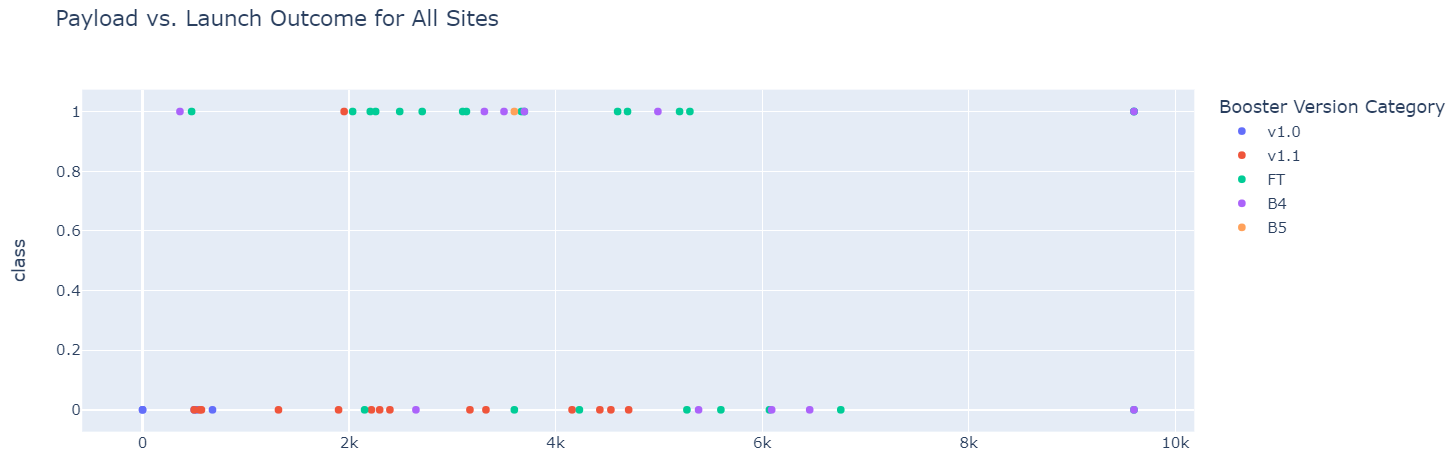 Payload vs. Launch Outcome for All Sites
Booster Version Category
v1.0
v1.1
FT
B4
B5
class
1
0.8
0.6
0.4
0.2
0
0 2k 4k 6k 8k 10k